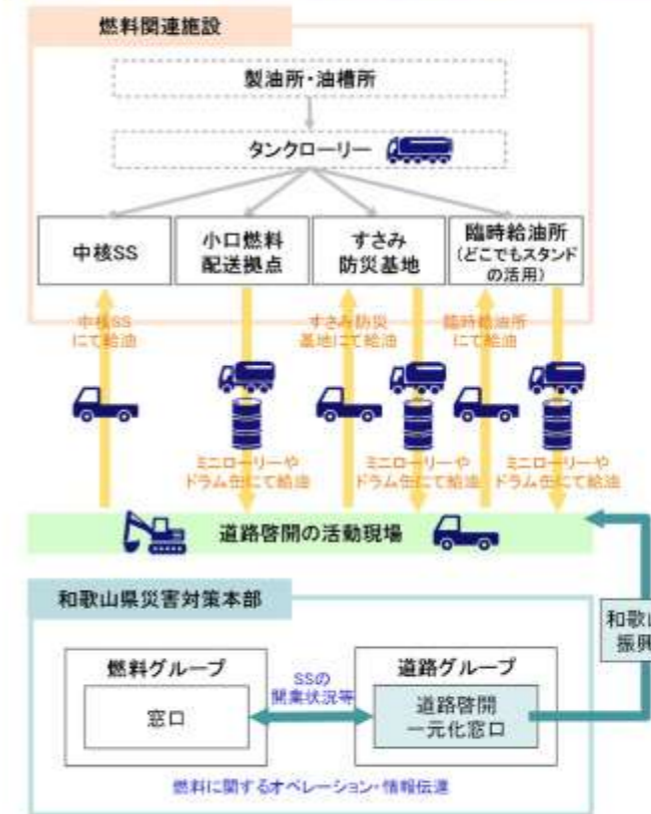 燃料関連施設
製油所・油槽所
タンクローリー
中核SS
小口燃料
配送拠点
すさみ
防災基地
臨時給油所
(どこでもスタンド
の活用)
中核SS
にて給油
すさみ防災
基地にて給油
臨時給油所
にて給油
ミニローリーや
ドラム缶にて給油
ミニローリーや
ドラム缶にて給油
ミニローリーや
ドラム缶にて給油
道路啓開の活動現場
和歌山県災害対策本部
和歌山
振興
燃料グループ
窓口
SSの
開業状況等
道路グループ
道路啓開
一元化窓口
燃料に関するオペレーション・情報伝達